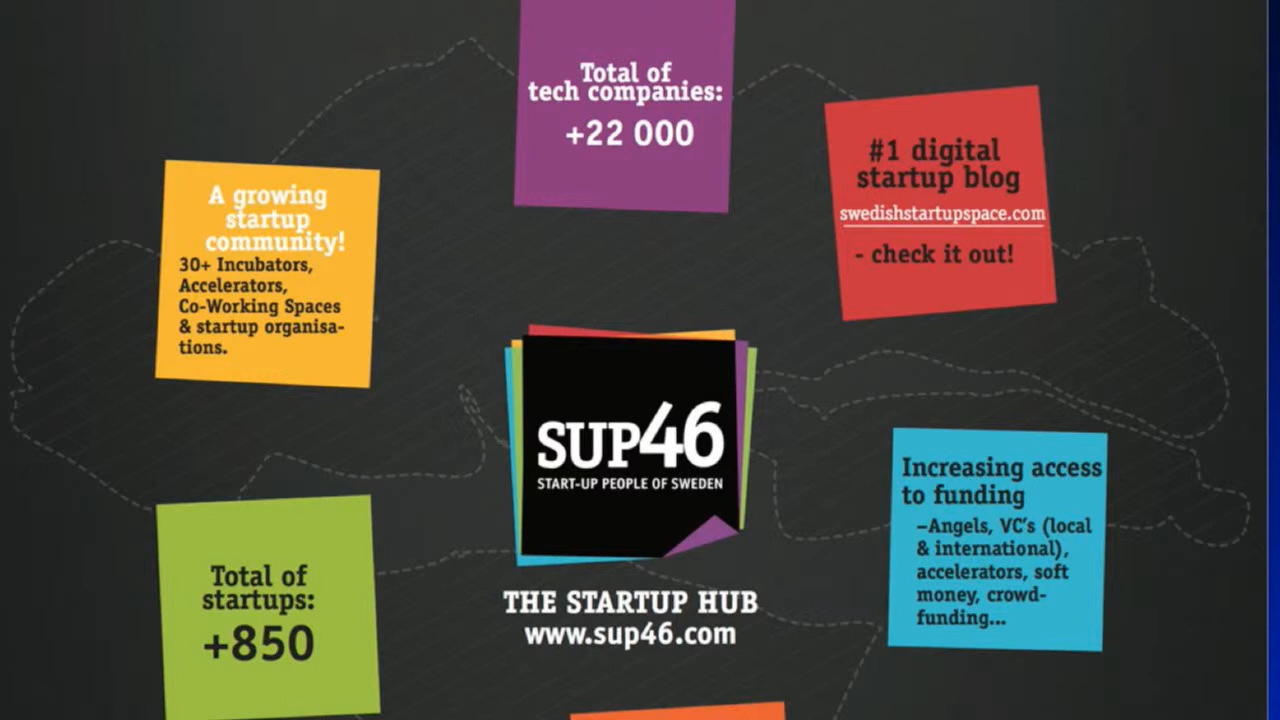 Total of
tech companies:
+22 000
#1 digital
startup blog
swedishstartupspace.com
- check it out!
A growing
startup
community!
30+ Incubators,
Accelerators,
Co-Working Spaces
& startup organisa-
tions.
SUP46
START-UP PEOPLE OF SWEDEN
THE STARTUP HUB
www.sup46.com
Increasing access
to funding
–Angels, VC’s (local
& international),
accelerators, soft
money, crowd-
funding...
Total of
startups:
+850